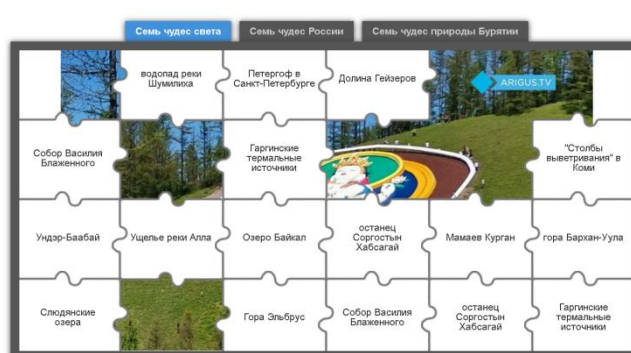 Семь чудес света
Семь чудес России
Семь чудес природы Бурятии
водопад реки
Шумилиха
Петергоф в
Санкт-Петербурге
Долина Гейзеров
ARIGUS.TV
Собор Василия
Блаженного
Гаргинские
термальные
источники
"Столбы
выветривания" в
Коми
Ундэр-Баабай
Ущелье реки Алла
Озеро Байкал
останец
Соргостын
Хабсагай
Мамаев Курган
гора Бархан-Уула
Слюдянские
озера
Гора Эльбрус
Собор Василия
Блаженного
останец
Соргостын
Хабсагай
Гаргинские
термальные
источники